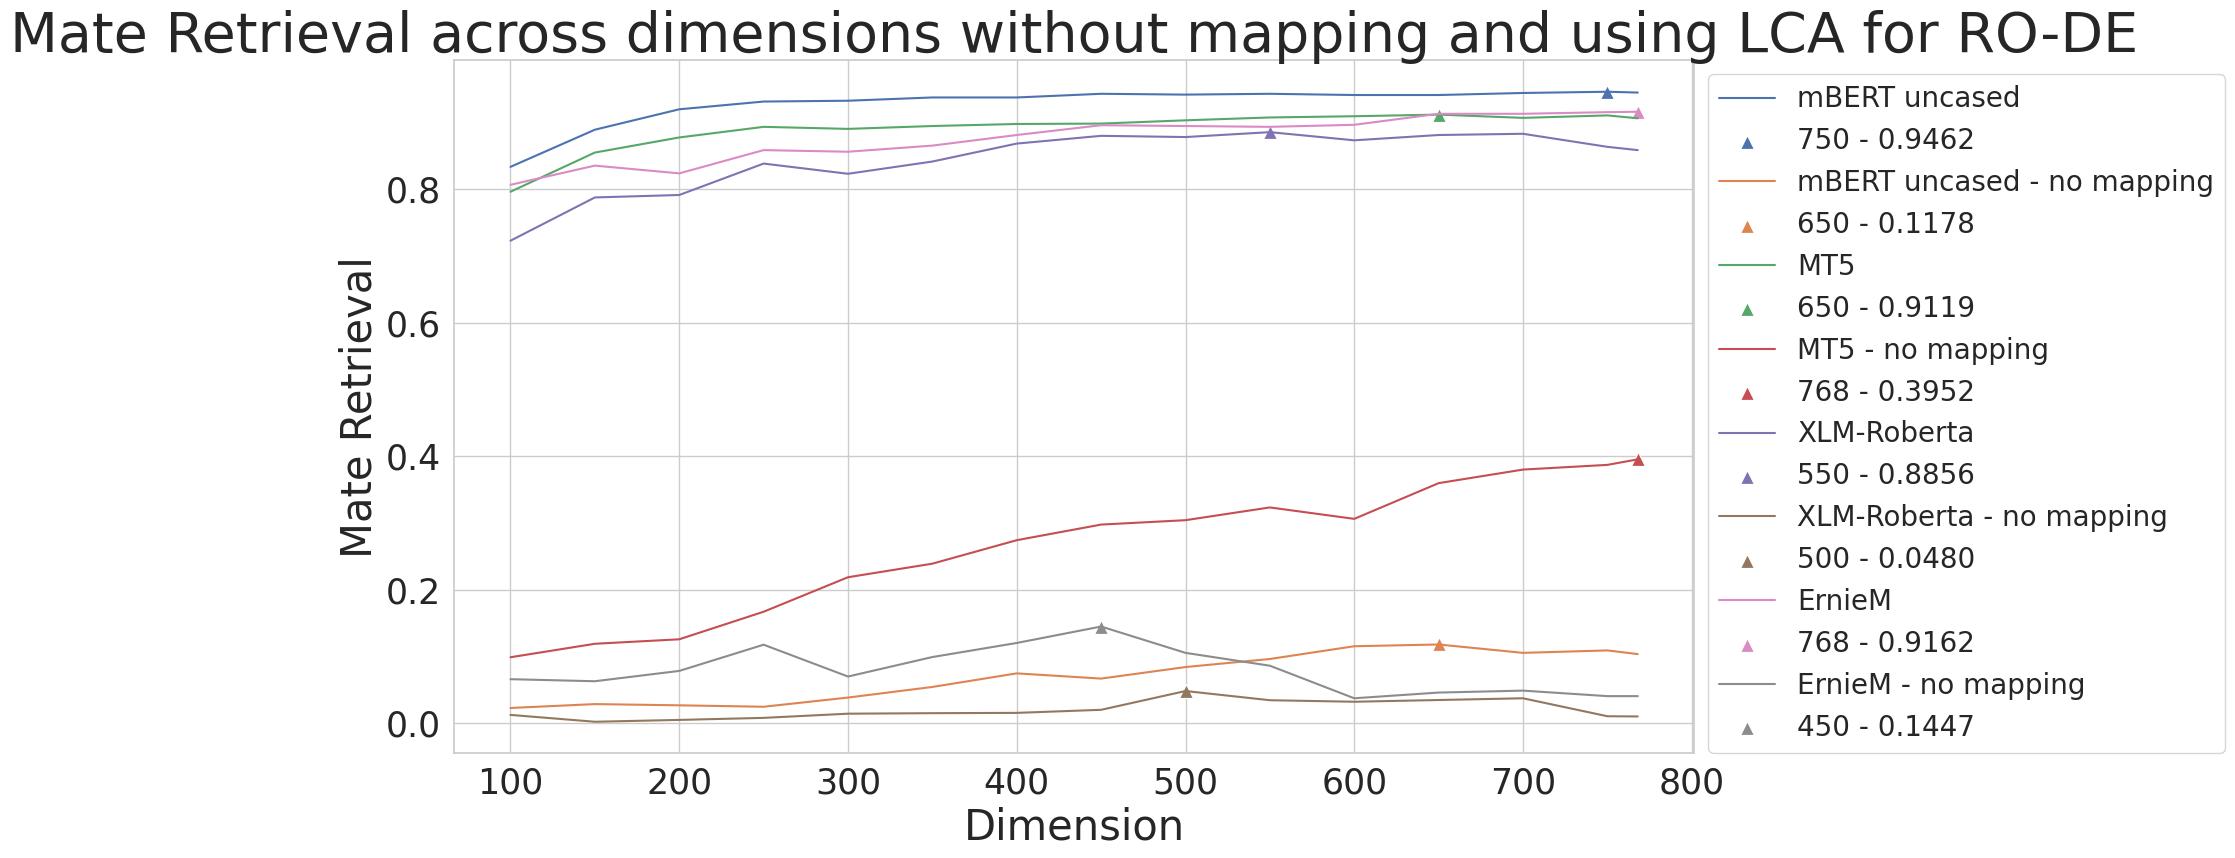 Mate Retrieval across dimensions without mapping and using LCA for RO-DE
Mate Retrieval
0.8
0.6
0.4
0.2
0.0
100 200 300 400 500 600 700 800
Dimension
mBERT uncased
750 - 0.9462
mBERT uncased - no mapping
650 - 0.1178
MT5
650 - 0.9119
MT5 - no mapping
768 - 0.3952
XLM-Roberta
550 - 0.8856
XLM-Roberta - no mapping
500 - 0.0480
ErnieM
768 - 0.9162
ErnieM - no mapping
450 - 0.1447